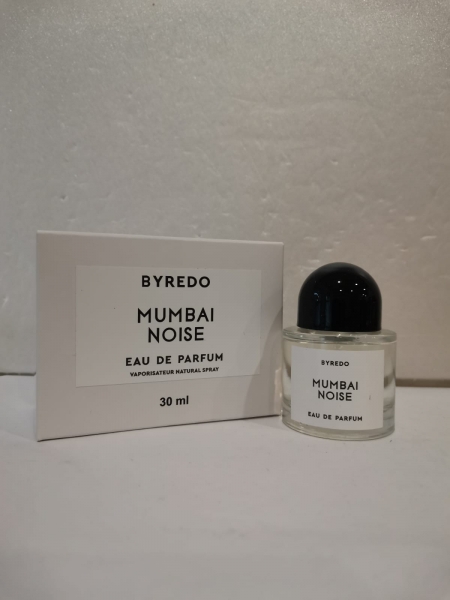 BYREDO
MUMBAI
NOISE
EAU DE PARFUM
VAPORISATEUR NATURAL SPRAY
30 ml
BYREDO
MUMBAI
NOISE
EAU DE PARFUM